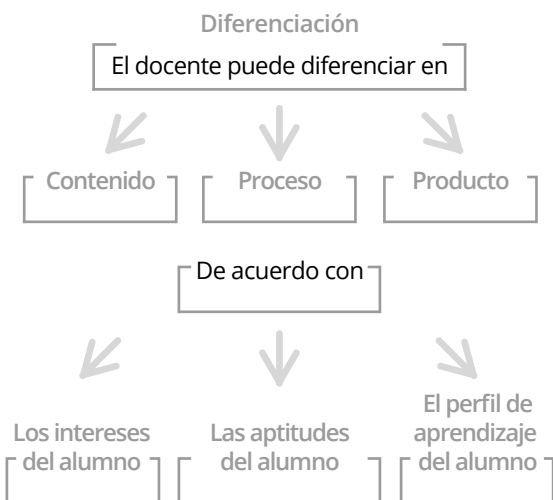 Diferenciación
El docente puede diferenciar en
Contenido
Proceso
Producto
De acuerdo con
Los intereses
del alumno
Las aptitudes
del alumno
El perfil de
aprendizaje
del alumno